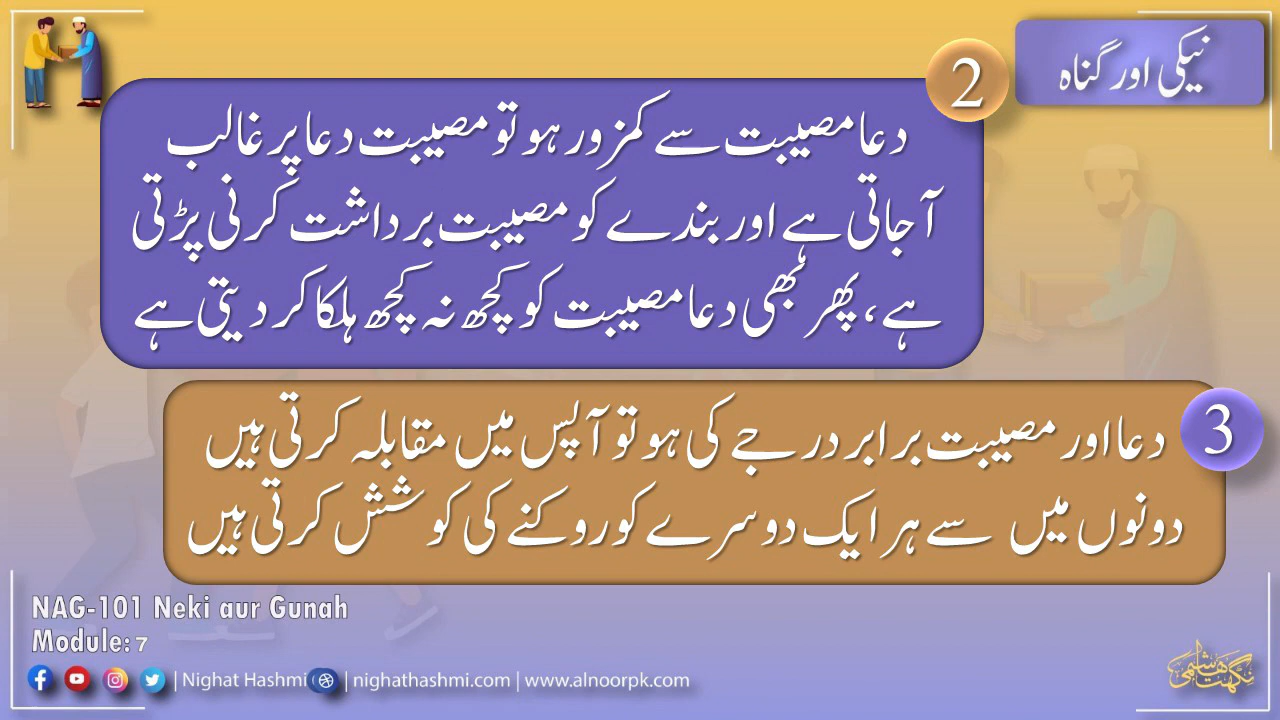 نیکی اور گناہ
2
دعا مصیبت سے کمزور ہو تو مصیبت دعا پر غالب
آجاتی ہے اور بندے کو مصیبت برداشت کرنی پڑتی
ہے، پھر بھی دعا مصیبت کو کچھ نہ کچھ ہلکا کر دیتی ہے
3
دعا اور مصیبت برابر درجے کی ہو تو آپس میں مقابلہ کرتی ہیں
دونوں میں سے ہر ایک دوسرے کو روکنے کی کوشش کرتی ہیں
NAG-101 Neki aur Gunah
Module: 7
| Nighat Hashmi | nighathashmi.com | www.alnoorpk.com
نگہت ہاشمی